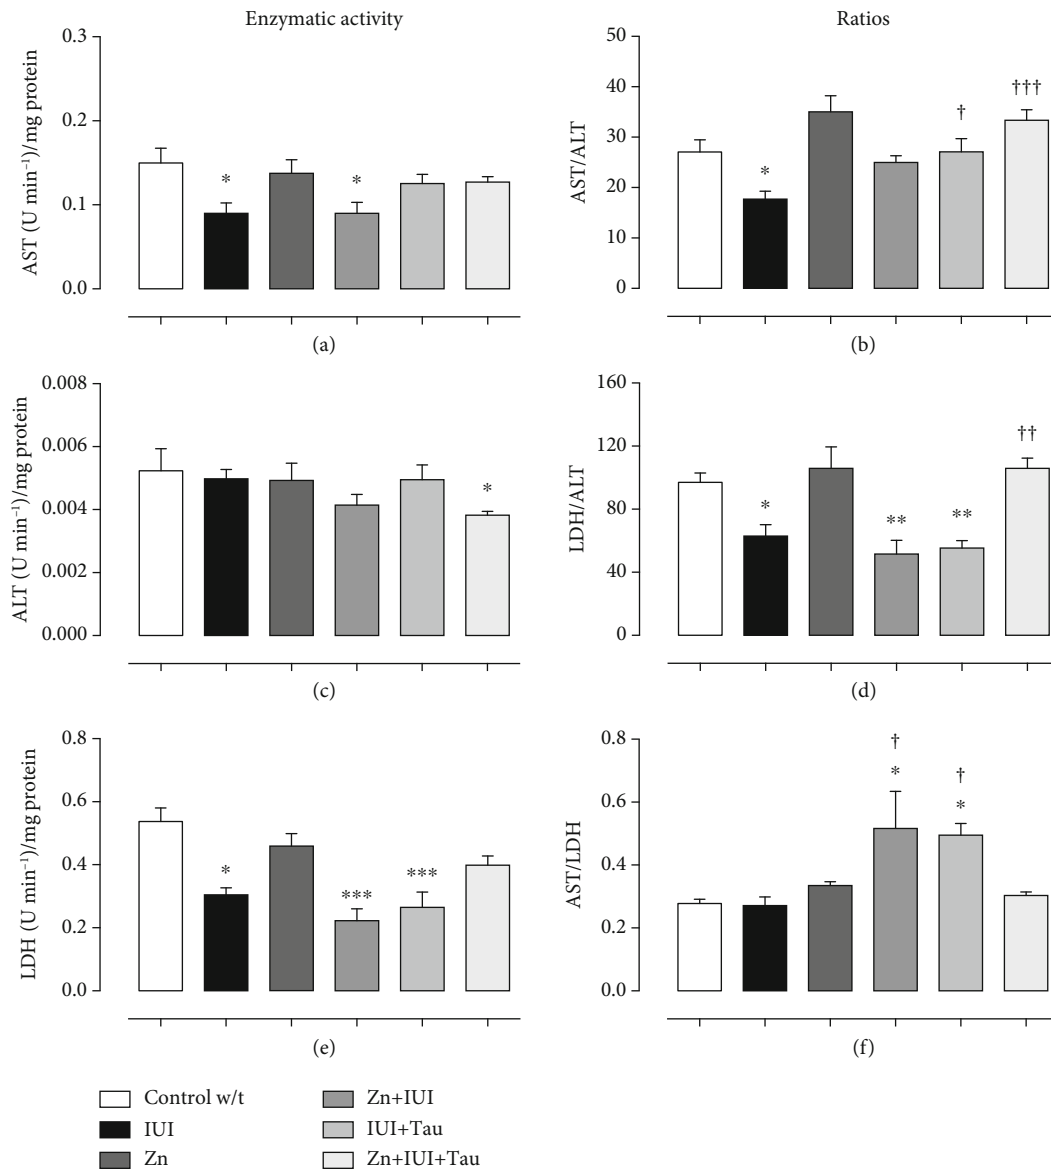 Enzymatic activity
Ratios
AST (U min⁻¹)/mg protein
0.3
0.2
0.1
0.0
*
*
(a)
AST/ALT
50
40
30
20
10
0
*
†
†††
(b)
ALT (U min⁻¹)/mg protein
0.008
0.006
0.004
0.002
0.000
*
(c)
LDH/ALT
160
120
80
40
0
*
**
**
††
(d)
LDH (U min⁻¹)/mg protein
0.8
0.6
0.4
0.2
0.0
*
***
***
(e)
AST/LDH
0.8
0.6
0.4
0.2
0.0
†
*
†
*
(f)
Control w/t
IUI
Zn
Zn+IUI
IUI+Tau
Zn+IUI+Tau